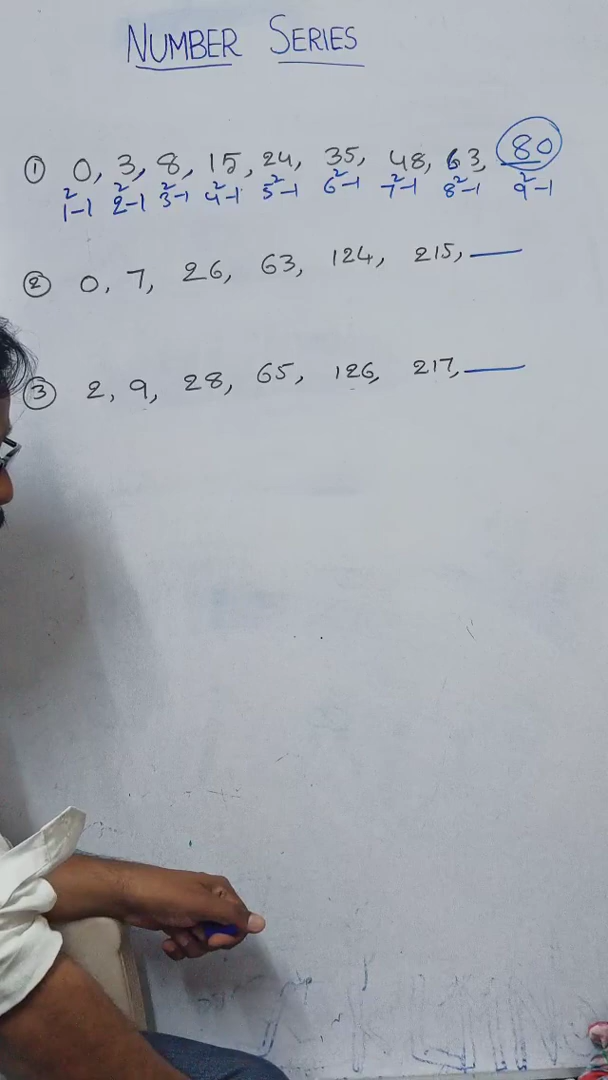 NUMBER SERIES
① 0, 3, 8, 15, 24, 35, 48, 63, 80
1²-1 2²-1 3²-1 4²-1 5²-1 6²-1 7²-1 8²-1 9²-1
② 0, 7, 26, 63, 124, 215, __
③ 2, 9, 28, 65, 126, 217, __